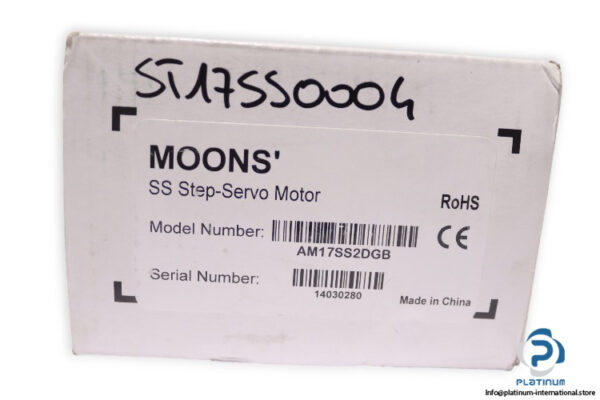 ST17SS0004
MOONS'
SS Step-Servo Motor
RoHS
Model Number:
CE
AM17SS2DGB
Serial Number:
14030280
Made in China
PLATINUM
Info@platinum-international.store